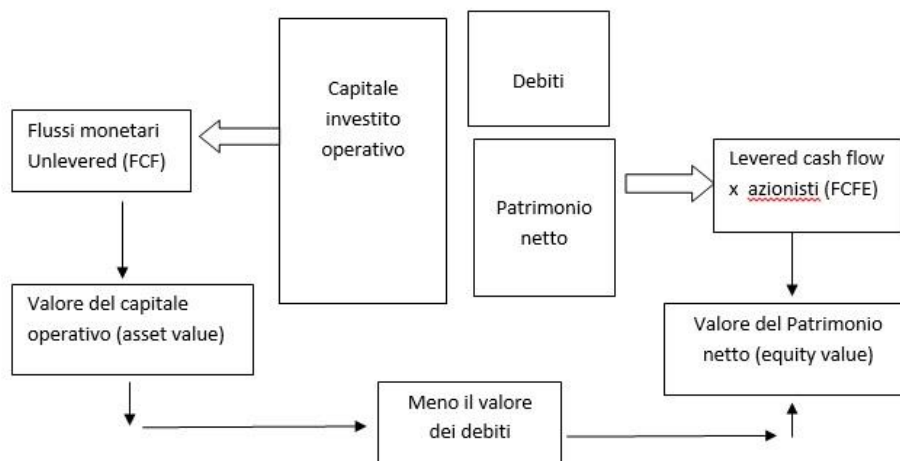 Capitale
investito
operativo
Debiti
Flussi monetari
Unlevered (FCF)
Levered cash flow
x azionisti (FCFE)
Patrimonio
netto
Valore del capitale
operativo (asset value)
Valore del Patrimonio
netto (equity value)
Meno il valore
dei debiti